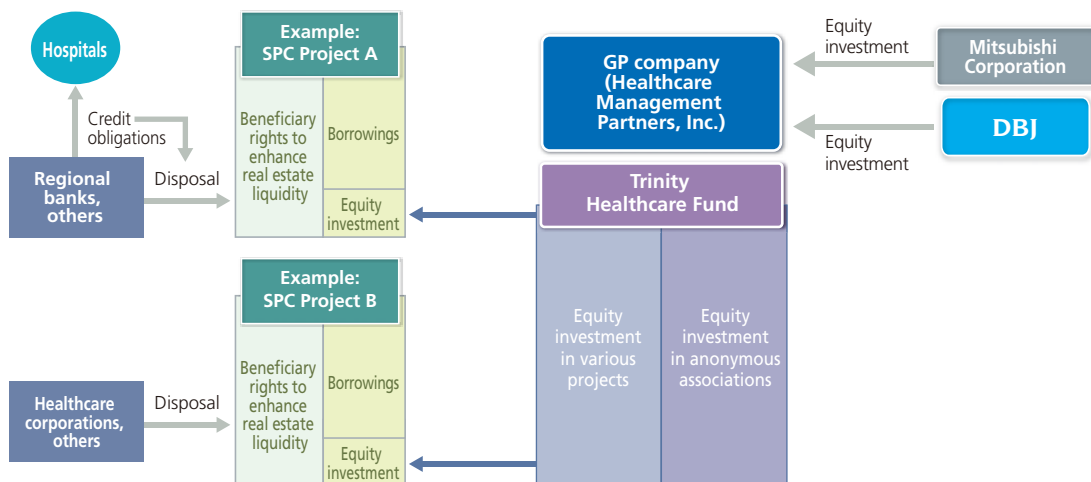 Hospitals
Credit
obligations
Regional
banks,
others
Disposal
Example:
SPC Project A
Beneficiary
rights to
enhance
real estate
liquidity
Borrowings
Equity
investment
Example:
SPC Project B
Beneficiary
rights to
enhance
real estate
liquidity
Borrowings
Equity
investment
Healthcare
corporations,
others
Disposal
GP company
(Healthcare
Management
Partners, Inc.)
Trinity
Healthcare Fund
Equity
investment
in various
projects
Equity
investment
in anonymous
associations
Equity
investment
Mitsubishi
Corporation
Equity
investment
DBJ